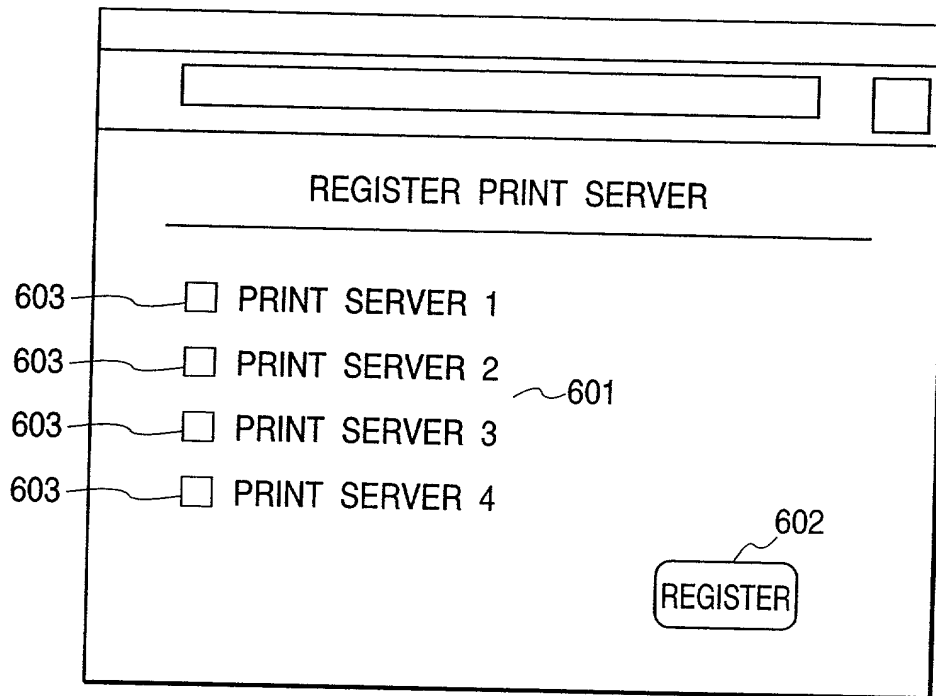 REGISTER PRINT SERVER
603 PRINT SERVER 1
603 PRINT SERVER 2
601
603 PRINT SERVER 3
603 PRINT SERVER 4
602
REGISTER